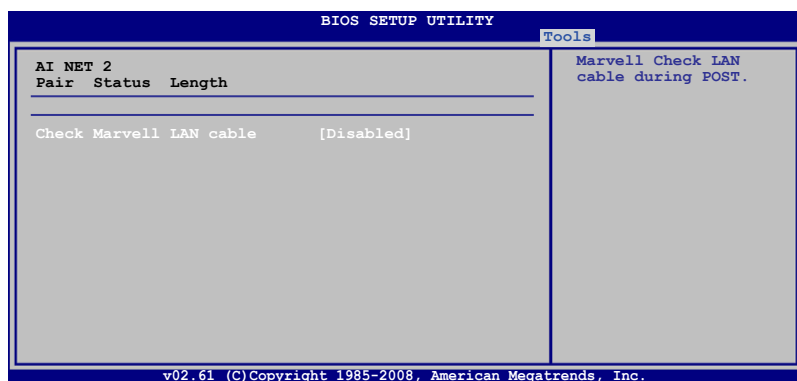 BIOS SETUP UTILITY
Tools
AI NET 2
Pair Status Length
Check Marvell LAN cable [Disabled]
Marvell Check LAN
cable during POST.
v02.61 (C)Copyright 1985-2008, American Megatrends, Inc.